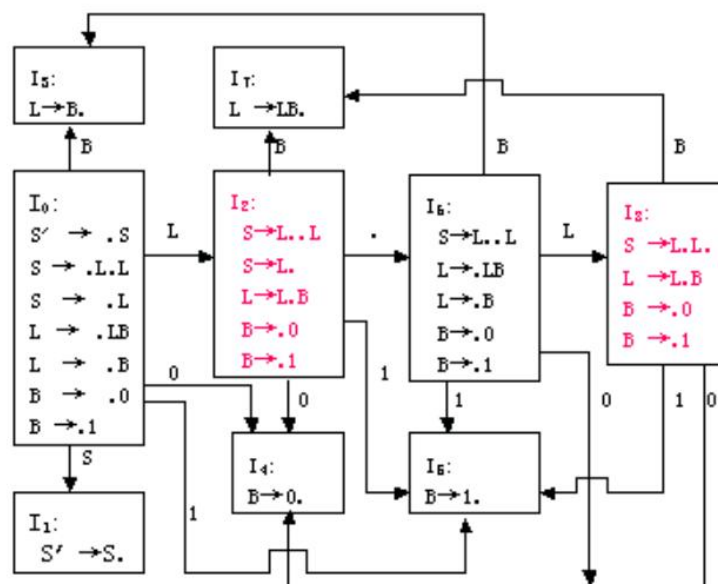 I₃:
L→B.
I₇:
L →LB.
B
B
B
B
I₀:
S′ → .S
S → .L.L
S → .L
L → .LB
L → .B
B → .0
B →.1
L
I₂:
S→L..L
S→L.
L→L.B
B→.0
B→.1
.
I₆:
S→L..L
L→.LB
L→.B
B→.0
B→.1
L
I₈:
S →L.L.
L →L.B
B →.0
B →.1
0
0
1
1
0
1
0
S
1
I₄:
B→0.
I₅:
B→1.
I₁:
S′ →S.